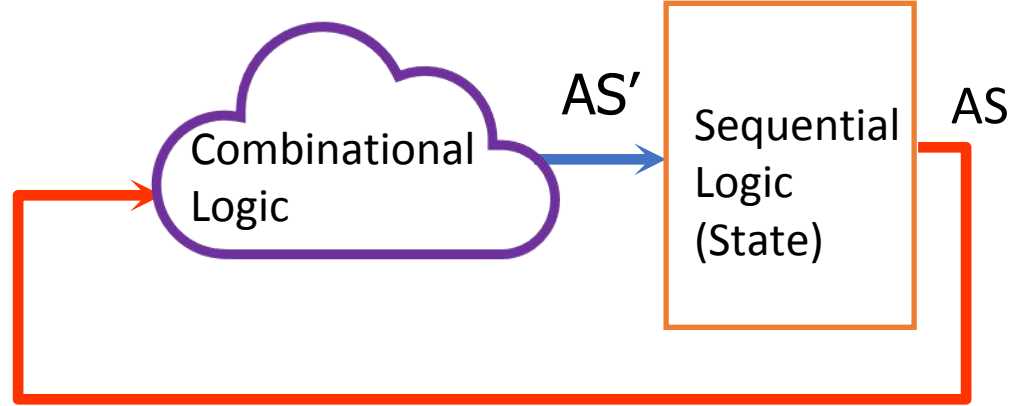 Combinational
Logic
AS’
Sequential
Logic
(State)
AS